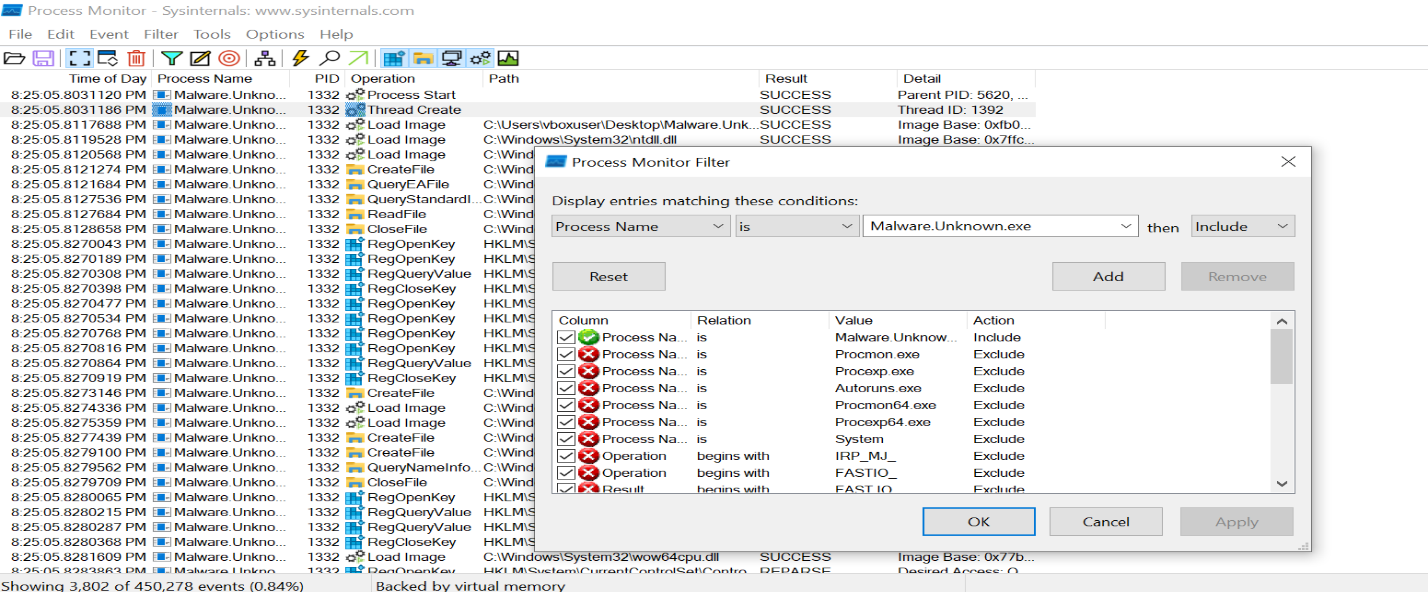 Process Monitor - Sysinternals: www.sysinternals.com
File Edit Event Filter Tools Options Help
Time of Day Process Name PID Operation Path Result Detail
8:25:05.8031120 PM Malware.Unkno... 1332 Process Start SUCCESS Parent PID: 5620, ...
8:25:05.8031186 PM Malware.Unkno... 1332 Thread Create SUCCESS Thread ID: 1392
8:25:05.8117688 PM Malware.Unkno... 1332 Load Image C:\Users\vboxuser\Desktop\Malware.Unk... SUCCESS Image Base: 0xfb0...
8:25:05.8119528 PM Malware.Unkno... 1332 Load Image C:\Windows\System32\ntdll.dll SUCCESS Image Base: 0x7ffc...
8:25:05.8120568 PM Malware.Unkno... 1332 Load Image C:\Wind
8:25:05.8121274 PM Malware.Unkno... 1332 CreateFile C:\Wind
8:25:05.8121684 PM Malware.Unkno... 1332 QueryEAFile C:\Wind
8:25:05.8127536 PM Malware.Unkno... 1332 QueryStandardI... C:\Wind
8:25:05.8127684 PM Malware.Unkno... 1332 ReadFile C:\Wind
8:25:05.8128658 PM Malware.Unkno... 1332 CloseFile C:\Wind
8:25:05.8270043 PM Malware.Unkno... 1332 RegOpenKey HKLM\S
8:25:05.8270189 PM Malware.Unkno... 1332 RegOpenKey HKLM\S
8:25:05.8270308 PM Malware.Unkno... 1332 RegQueryValue HKLM\S
8:25:05.8270398 PM Malware.Unkno... 1332 RegCloseKey HKLM\S
8:25:05.8270477 PM Malware.Unkno... 1332 RegOpenKey HKLM\S
8:25:05.8270534 PM Malware.Unkno... 1332 RegOpenKey HKLM\S
8:25:05.8270768 PM Malware.Unkno... 1332 RegOpenKey HKLM\S
8:25:05.8270816 PM Malware.Unkno... 1332 RegOpenKey HKLM\S
8:25:05.8270864 PM Malware.Unkno... 1332 RegQueryValue HKLM\S
8:25:05.8270919 PM Malware.Unkno... 1332 RegCloseKey HKLM\S
8:25:05.8273146 PM Malware.Unkno... 1332 CreateFile C:\Wind
8:25:05.8274336 PM Malware.Unkno... 1332 Load Image C:\Wind
8:25:05.8275359 PM Malware.Unkno... 1332 Load Image C:\Wind
8:25:05.8277439 PM Malware.Unkno... 1332 CreateFile C:\Wind
8:25:05.8279100 PM Malware.Unkno... 1332 CreateFile C:\Wind
8:25:05.8279562 PM Malware.Unkno... 1332 QueryNameInfo... C:\Wind
8:25:05.8279709 PM Malware.Unkno... 1332 CloseFile C:\Wind
8:25:05.8280065 PM Malware.Unkno... 1332 RegOpenKey HKLM\S
8:25:05.8280215 PM Malware.Unkno... 1332 RegQueryValue HKLM\S
8:25:05.8280287 PM Malware.Unkno... 1332 RegQueryValue HKLM\S
8:25:05.8280368 PM Malware.Unkno... 1332 RegCloseKey HKLM\S
8:25:05.8281609 PM Malware.Unkno... 1332 Load Image C:\Windows\System32\wow64cpu.dll SUCCESS Image Base: 0x77b...
8:25:05.8283863 PM Malware.Unkno... 1332 RegOpenKey HKLM\System\CurrentControlSet\Contro... REPARSE Desired Access: Q...
Showing 3,802 of 450,278 events (0.84%) Backed by virtual memory
Process Monitor Filter
Display entries matching these conditions:
Process Name is Malware.Unknown.exe then Include
Reset Add Remove
Column Relation Value Action
Process Na... is Malware.Unknow... Include
Process Na... is Procmon.exe Exclude
Process Na... is Procexp.exe Exclude
Process Na... is Autoruns.exe Exclude
Process Na... is Procmon64.exe Exclude
Process Na... is Procexp64.exe Exclude
Process Na... is System Exclude
Operation begins with IRP_MJ_ Exclude
Operation begins with FASTIO_ Exclude
Result begins with FAST IO Exclude
OK Cancel Apply